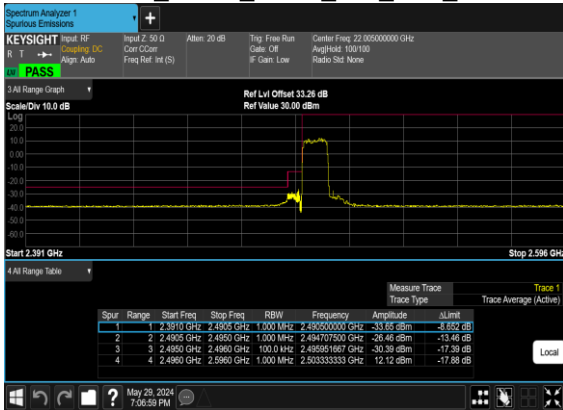 Spectrum Analyzer 1
Spurious Emissions
+
KEYSIGHT Input: RF Input Z: 50 Ω Atten: 20 dB Trig: Free Run Center Freq: 22.005000000 GHz
R T Coupling: DC Corr CCorr Gate: Off Avg|Hold: 100/100
Align: Auto Freq Ref: Int (S) IF Gain: Low Radio Std: None
PASS
3 All Range Graph
Ref Lvl Offset 33.26 dB
Scale/Div 10.0 dB Ref Value 30.00 dBm
Log
20.0
10.0
0.00
-10.0
-20.0
-30.0
-40.0
-50.0
-60.0
Start 2.391 GHz Stop 2.596 GHz
4 All Range Table
Measure Trace Trace 1
Trace Type Trace Average (Active)
Spur Range Start Freq Stop Freq RBW Frequency Amplitude ΔLimit
1 1 2.3910 GHz 2.4905 GHz 1.000 MHz 2.490500000 GHz -33.65 dBm -8.652 dB
2 2 2.4905 GHz 2.4950 GHz 1.000 MHz 2.494707500 GHz -26.46 dBm -13.46 dB
3 3 2.4950 GHz 2.4960 GHz 100.0 kHz 2.495951667 GHz -30.39 dBm -17.39 dB
4 4 2.4960 GHz 2.5960 GHz 1.000 MHz 2.503333333 GHz 12.12 dBm -17.88 dB
Local
?
May 29, 2024
7:06:59 PM